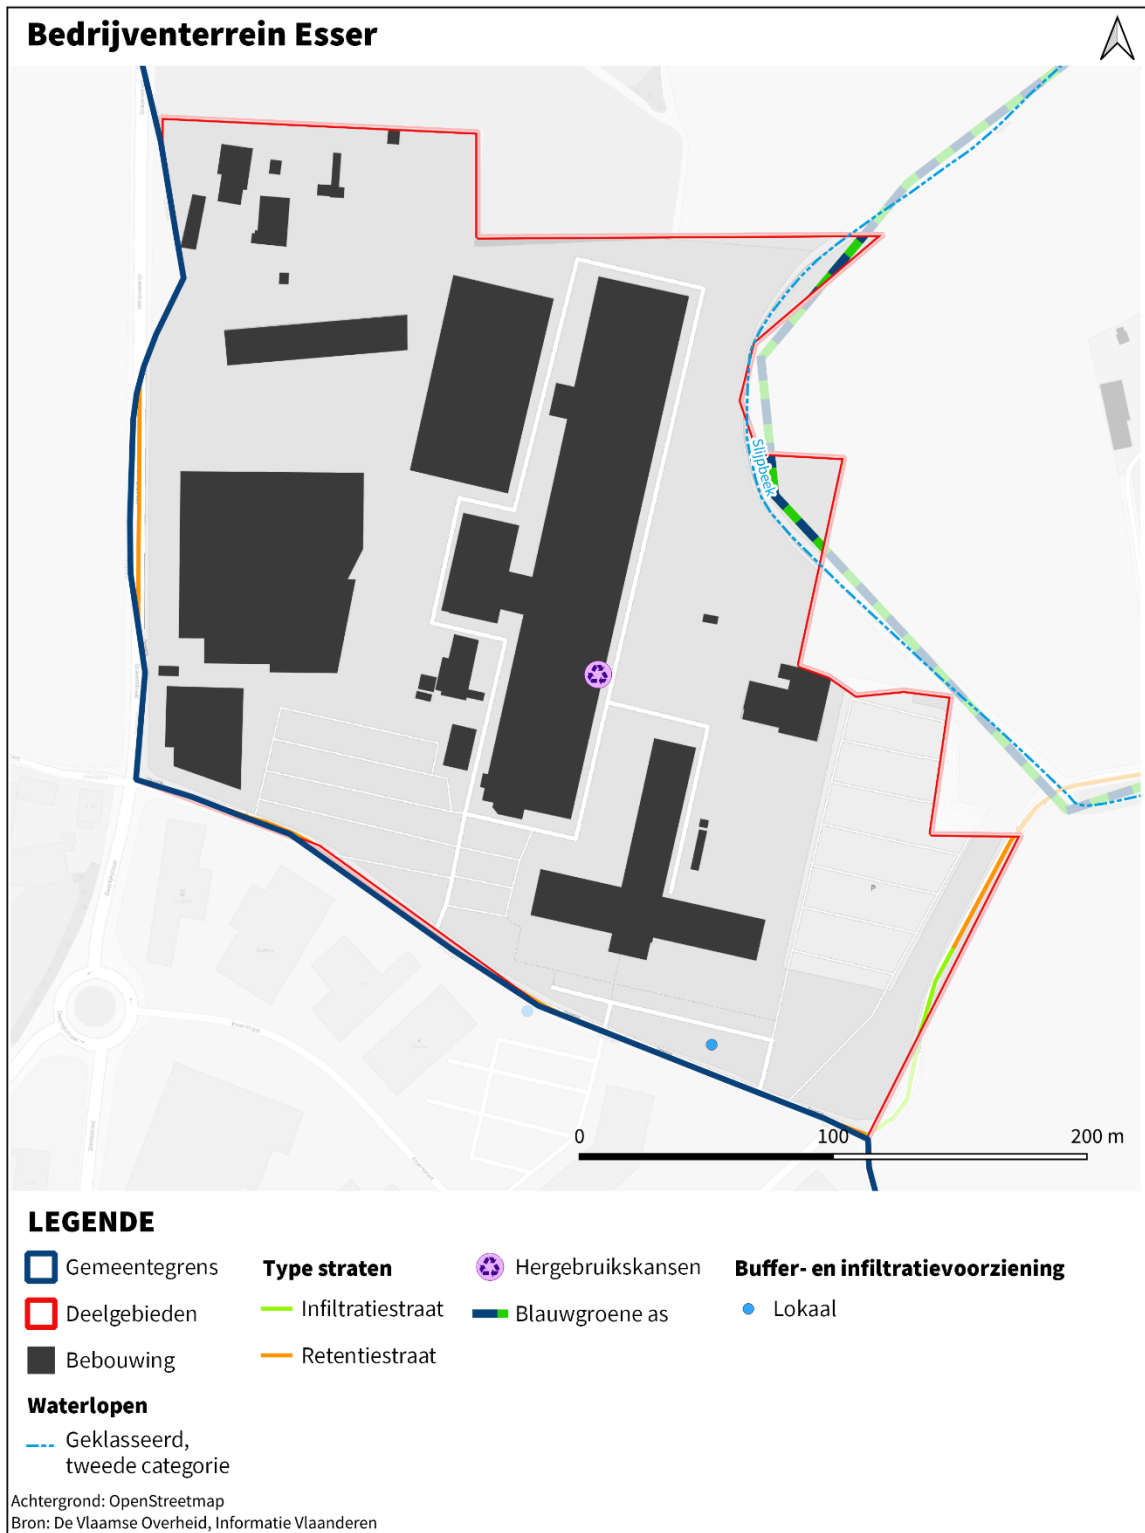 Bedrijventerrein Esser
Slijpbeek
P
0 100 200 m
LEGENDE
Gemeentegrens
Deelgebieden
Bebouwing
Waterlopen
Geklasseerd,
tweede categorie
Type straten
Infiltratiestraat
Retentiestraat
Hergebruikskansen
Blauwgroene as
Buffer- en infiltratievoorziening
Lokaal
Achtergrond: OpenStreetmap
Bron: De Vlaamse Overheid, Informatie Vlaanderen